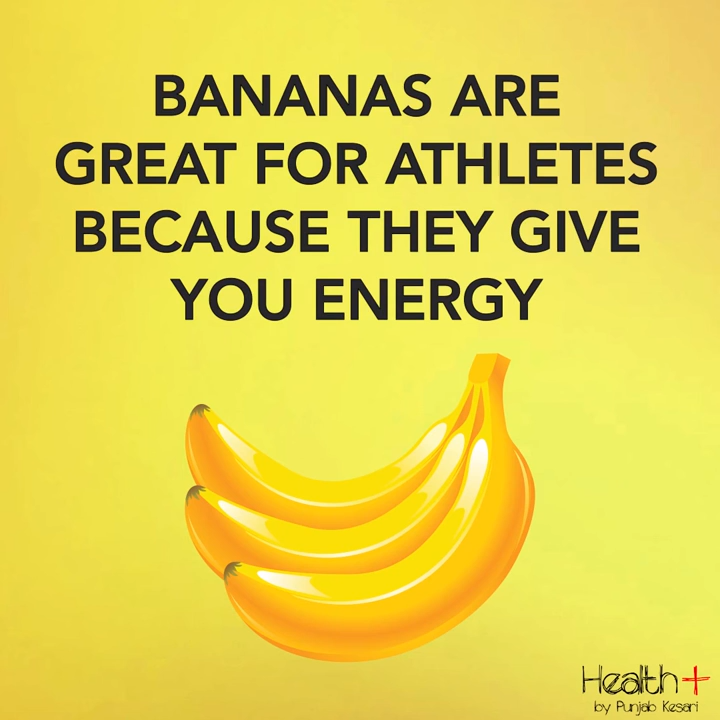 BANANAS ARE
GREAT FOR ATHLETES
BECAUSE THEY GIVE
YOU ENERGY
Health+
by Punjab Kesari